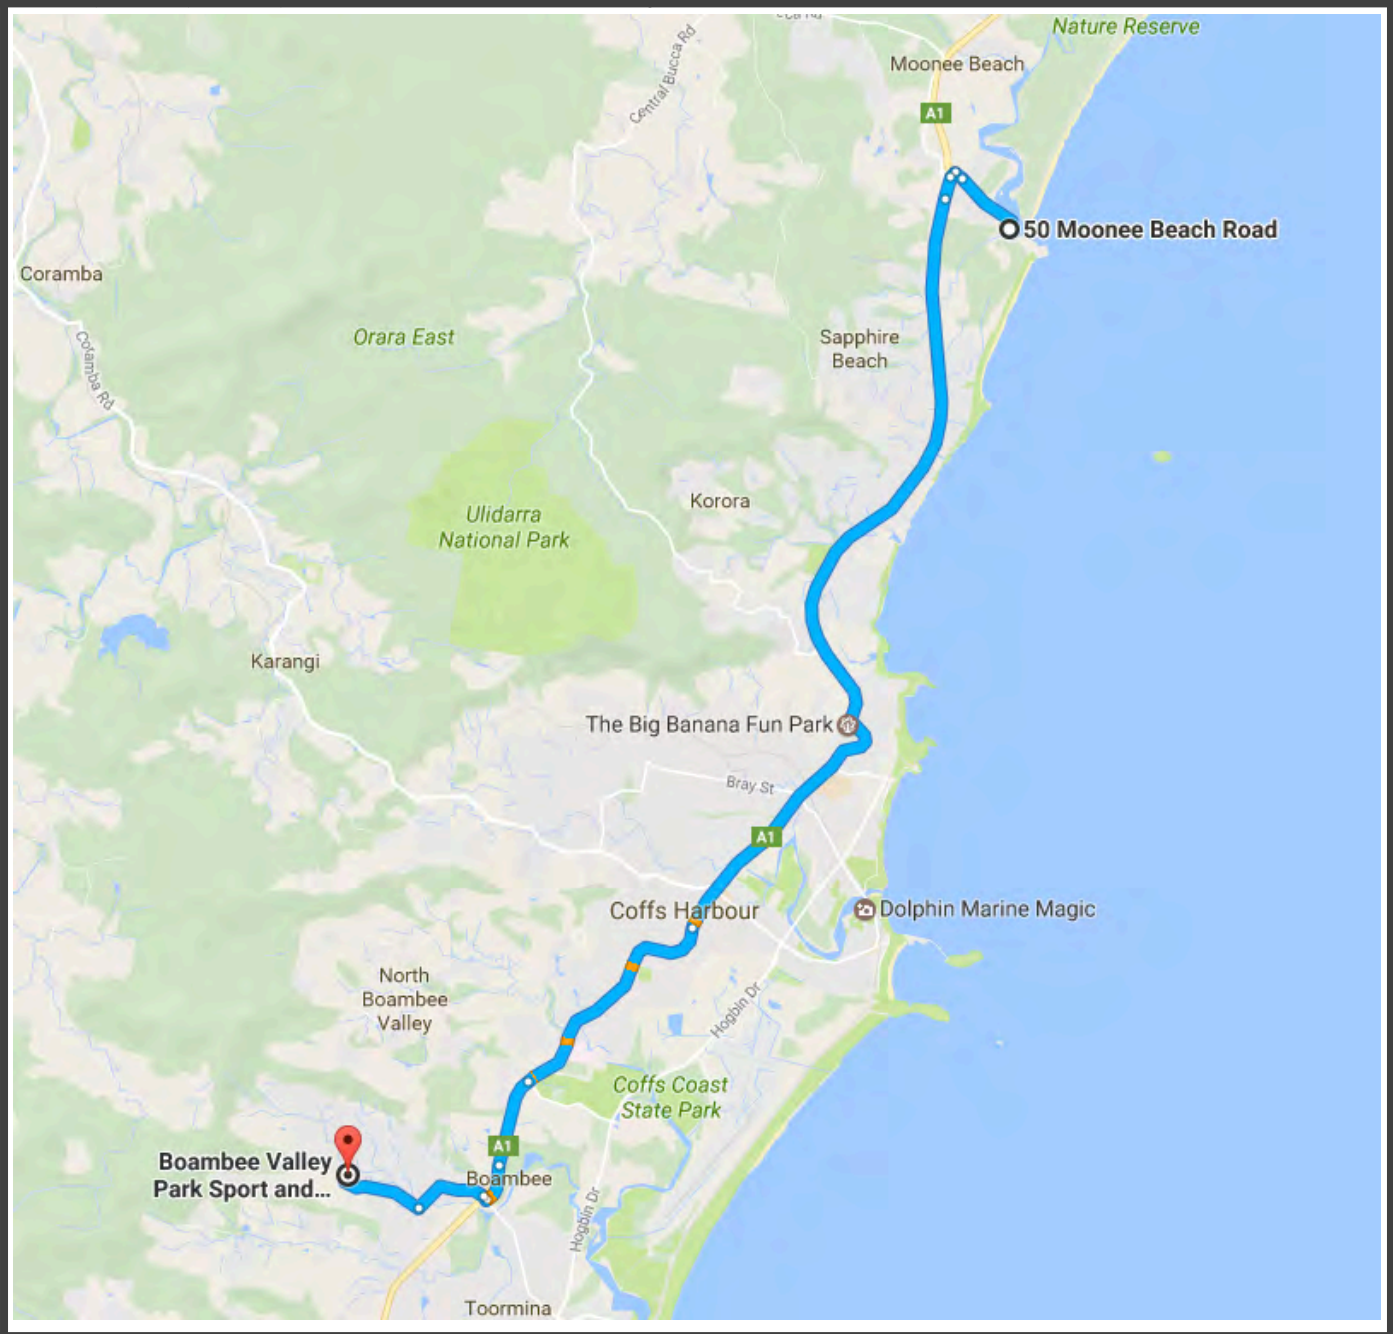 Nature Reserve
Moonee Beach
Central Bucca Rd
A1
50 Moonee Beach Road
Coramba
Orara East
Sapphire
Beach
Coramba Rd
Korora
Ulidarra
National Park
Karangi
The Big Banana Fun Park
Bray St
A1
Coffs Harbour
Dolphin Marine Magic
North
Boambee
Valley
Hogbin Dr
Coffs Coast
State Park
A1
Boambee Valley
Park Sport and...
Boambee
Hogbin Dr
Toormina